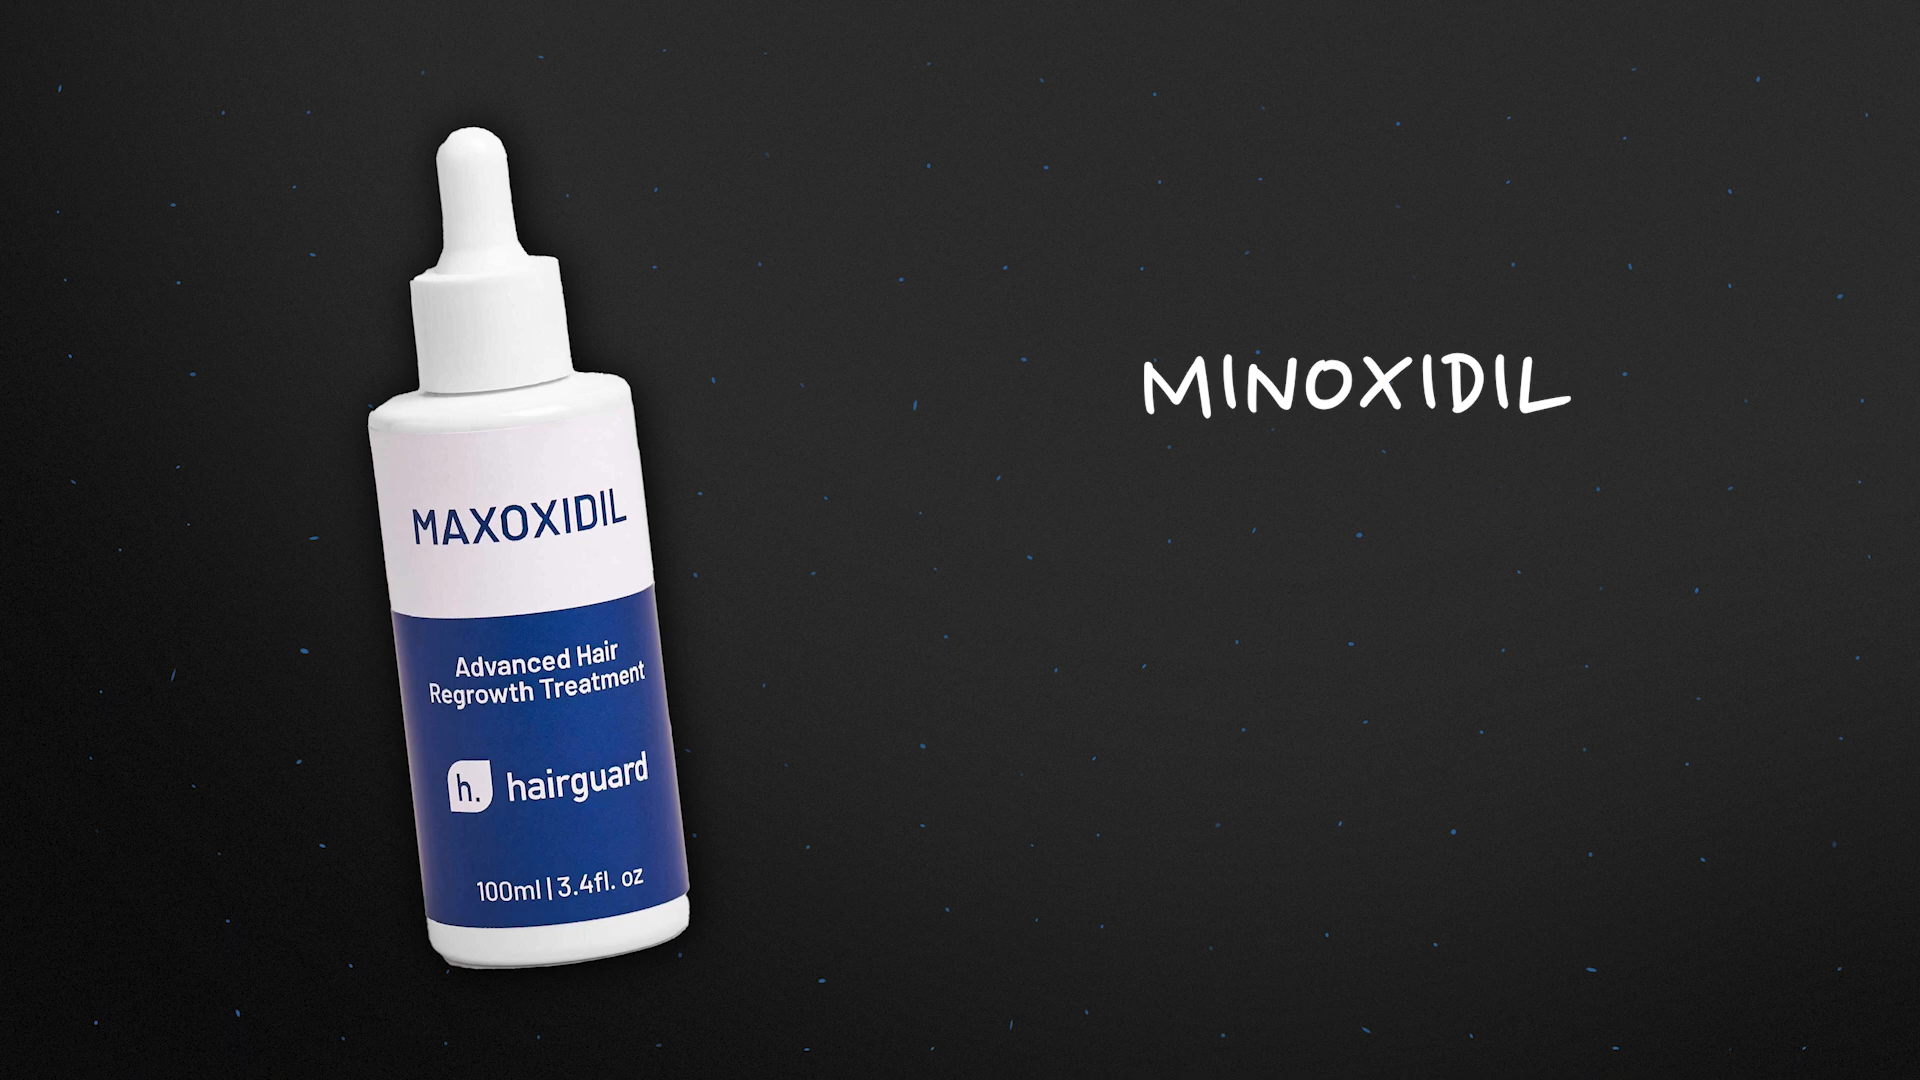 MAXOXIDIL
Advanced Hair
Regrowth Treatment
h. hairguard
100ml | 3.4fl. oz
MINOXIDIL